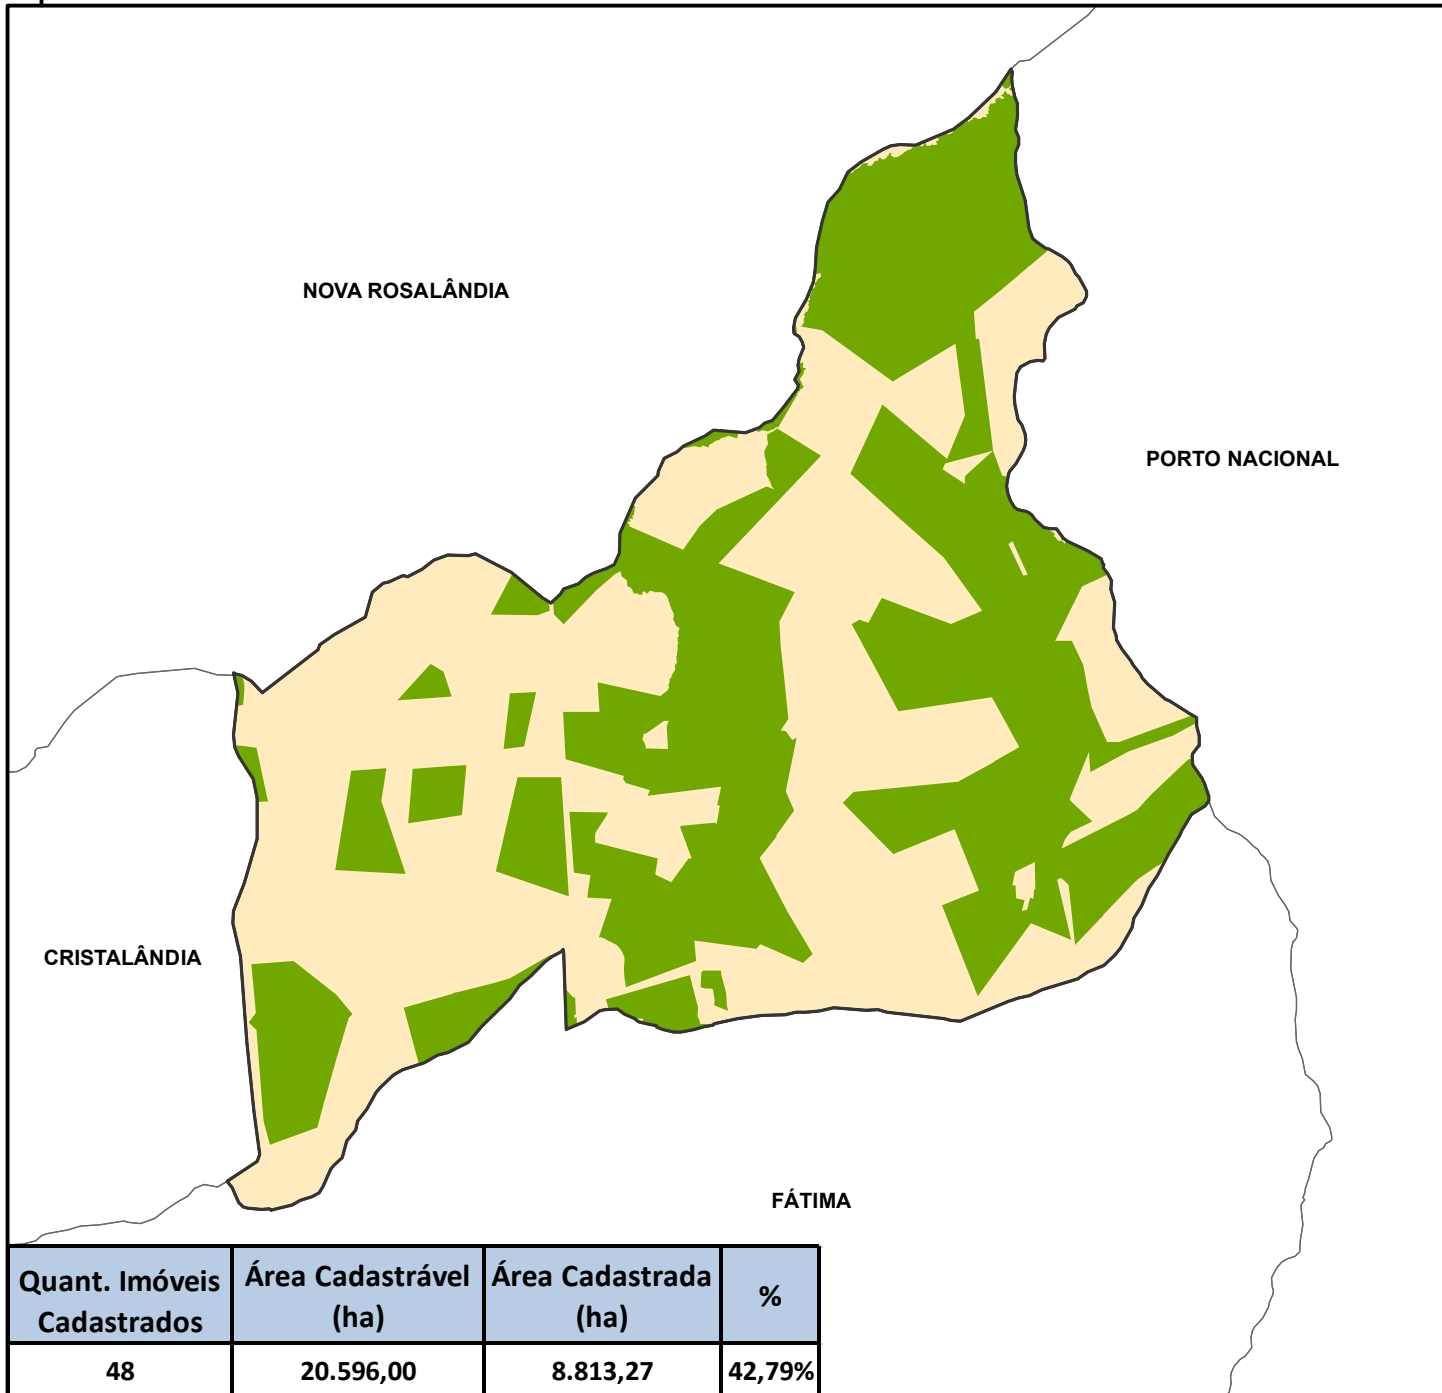 NOVA ROSALÂNDIA
PORTO NACIONAL
CRISTALÂNDIA
FÁTIMA
Quant. Imóveis Cadastrados
Área Cadastrável (ha)
Área Cadastrada (ha)
%
48
20.596,00
8.813,27
42,79%